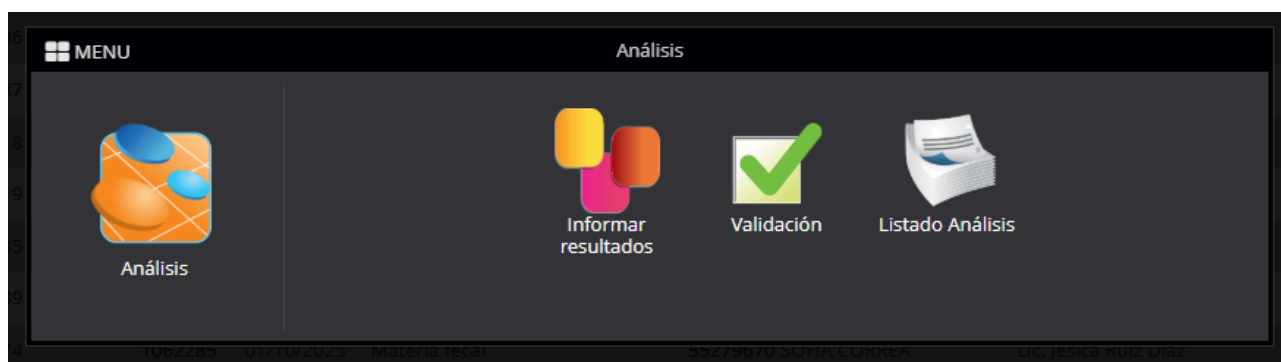 MENU
Análisis
Informar
resultados
Validación
Listado Análisis
Análisis
1062285 01/10/2025 Materia fecal 55279670 SOFIA CORREA Lic. Jesica Ruiz Diaz